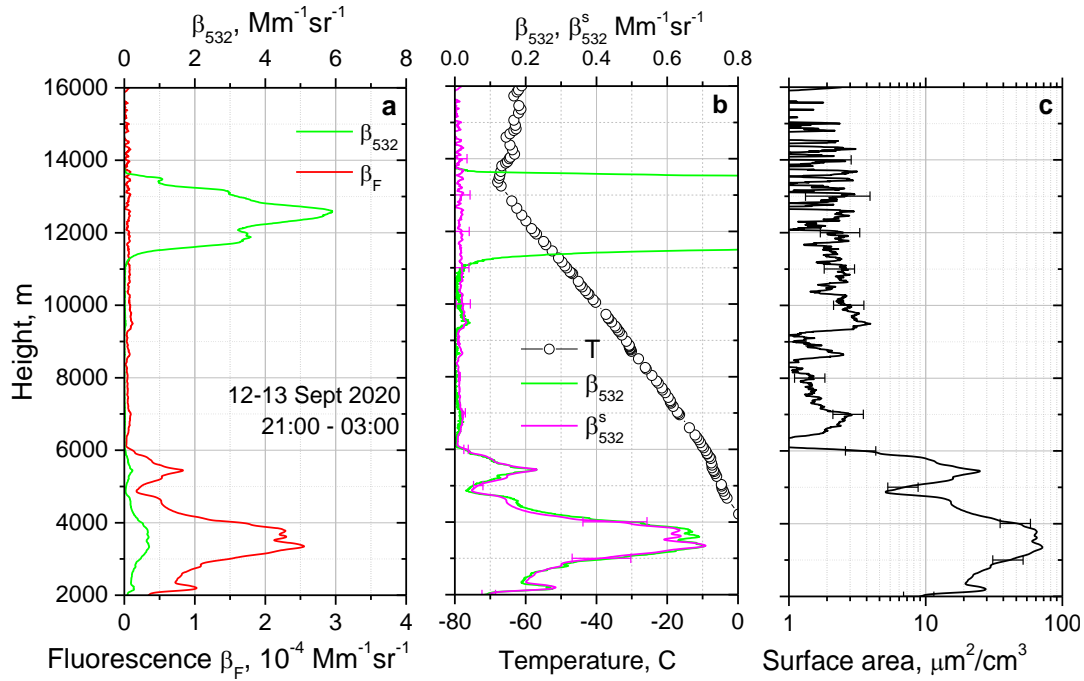 β532, Mm-1sr-1
0 2 4 6 8
β532, βs532 Mm-1sr-1
0.0 0.2 0.4 0.6 0.8
Height, m
16000
14000
12000
10000
8000
6000
4000
2000
a
β532
βF
12-13 Sept 2020
21:00 - 03:00
0 1 2 3 4
Fluorescence βF, 10-4 Mm-1sr-1
b
T
β532
βs532
-80 -60 -40 -20 0
Temperature, C
c
1 10 100
Surface area, μm2/cm3